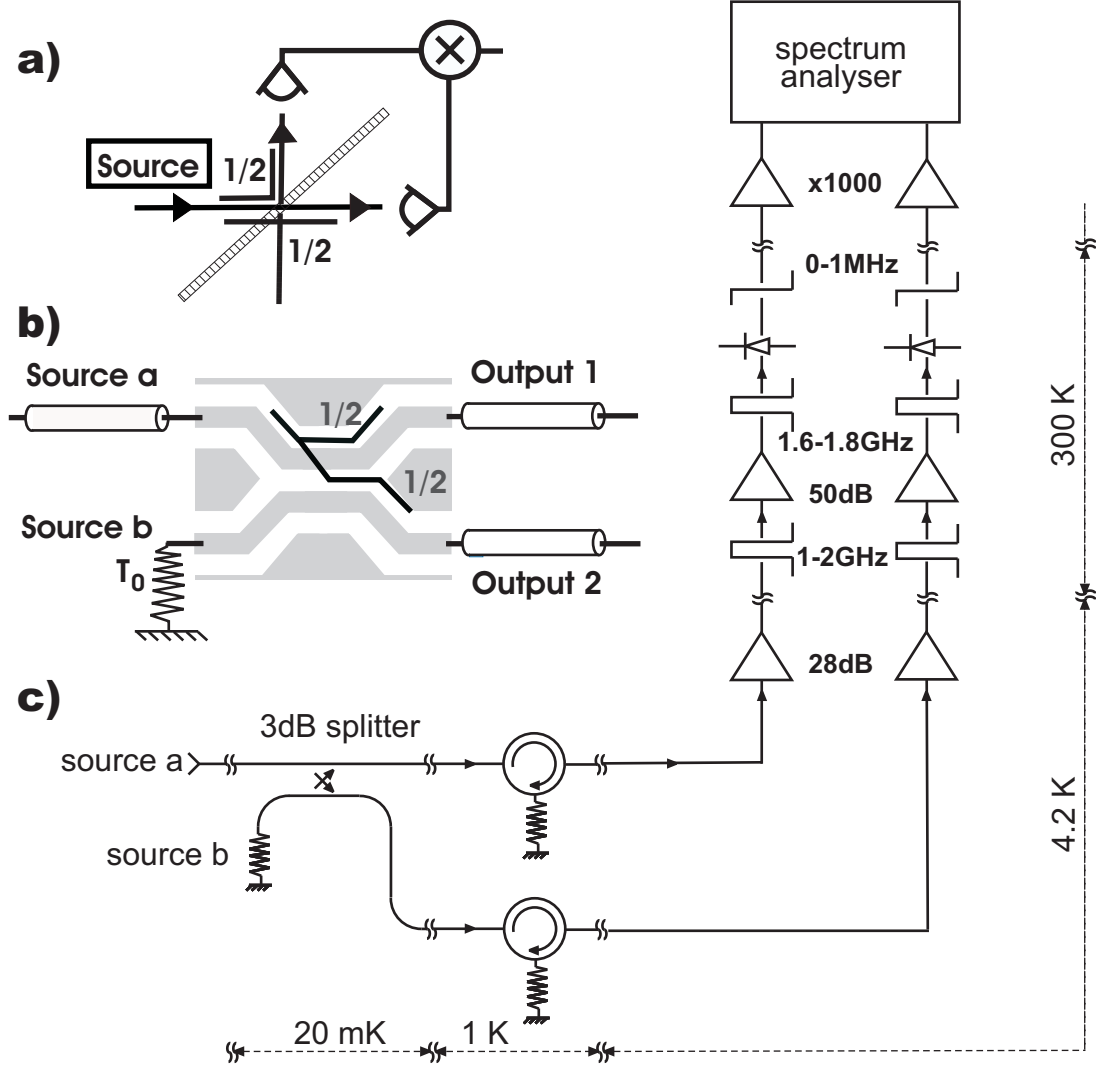 a)
Source
1/2
1/2
b)
Source a
Output 1
1/2
1/2
Source b
T0
Output 2
c)
3dB splitter
source a
source b
20 mK
1 K
spectrum
analyser
x1000
0-1MHz
1.6-1.8GHz
50dB
1-2GHz
28dB
300 K
4.2 K